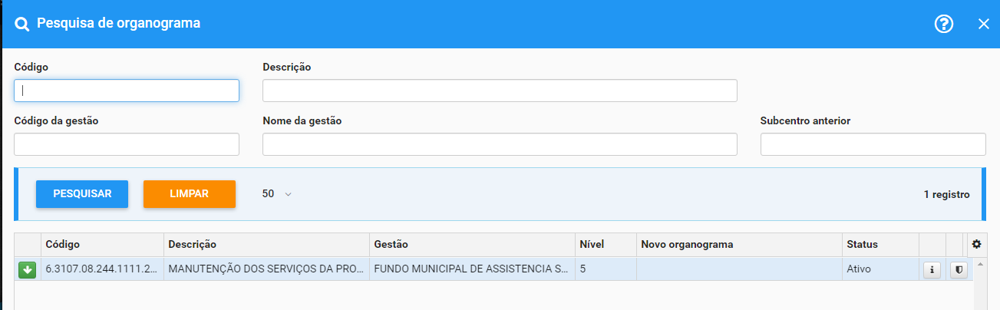 Pesquisa de organograma
Código
Descrição
Código da gestão
Nome da gestão
Subcentro anterior
PESQUISAR
LIMPAR
50
1 registro
Código Descrição Gestão Nível Novo organograma Status
6.3107.08.244.1111.2... MANUTENÇÃO DOS SERVIÇOS DA PRO... FUNDO MUNICIPAL DE ASSISTENCIA S... 5 Ativo